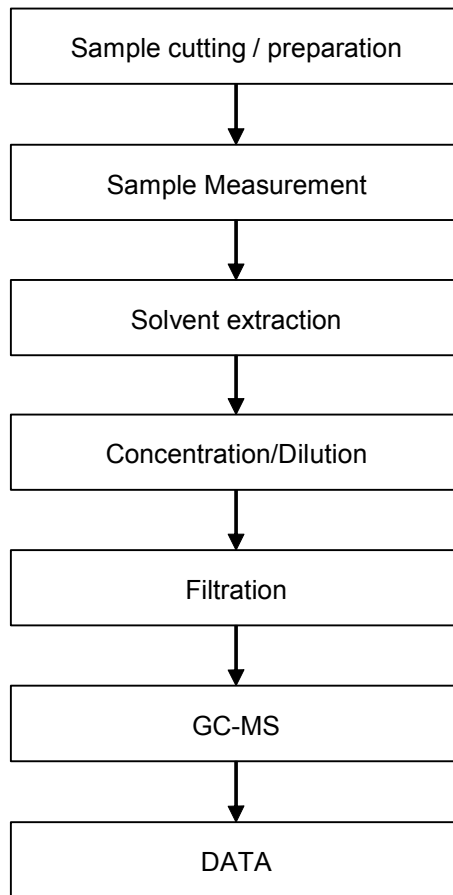 Sample cutting / preparation
Sample Measurement
Solvent extraction
Concentration/Dilution
Filtration
GC-MS
DATA